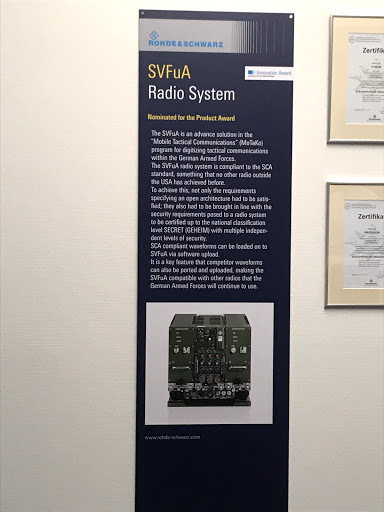 ROHDE & SCHWARZ
SVFuA
Innovation Award
Radio System
Nominated for the Product Award
The SVFuA is an advance solution in the
"Mobile Tactical Communications" (MoTaKo)
program for digitizing tactical communications
within the German Armed Forces.
The SVFuA radio system is compliant to the SCA
standard, something that no other radio outside
the USA has achieved before.
To achieve this, not only the requirements
specifying an open architecture had to be satis-
fied; they also had to be brought in line with the
security requirements posed to a radio system
to be certified up to the national classification
level SECRET (GEHEIM) with multiple indepen-
dent levels of security.
SCA compliant waveforms can be loaded on to
SVFuA via software upload.
It is a key feature that competitor waveforms
can also be ported and uploaded, making the
SVFuA compatible with other radios that the
German Armed Forces will continue to use.
www.rohde-schwarz.com
Zertifika
Zertifika